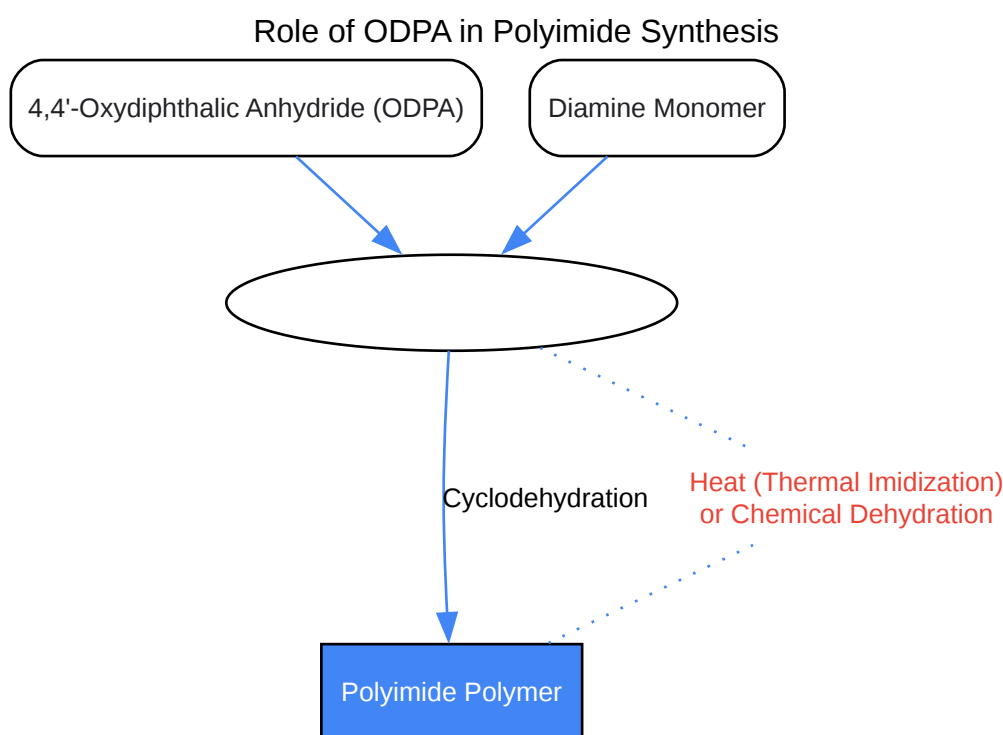 Role of ODPA in Polyimide Synthesis
4,4'-Oxydiphthalic Anhydride (ODPA)
Diamine Monomer
Cyclodehydration
Heat (Thermal Imidization)
or Chemical Dehydration
Polyimide Polymer